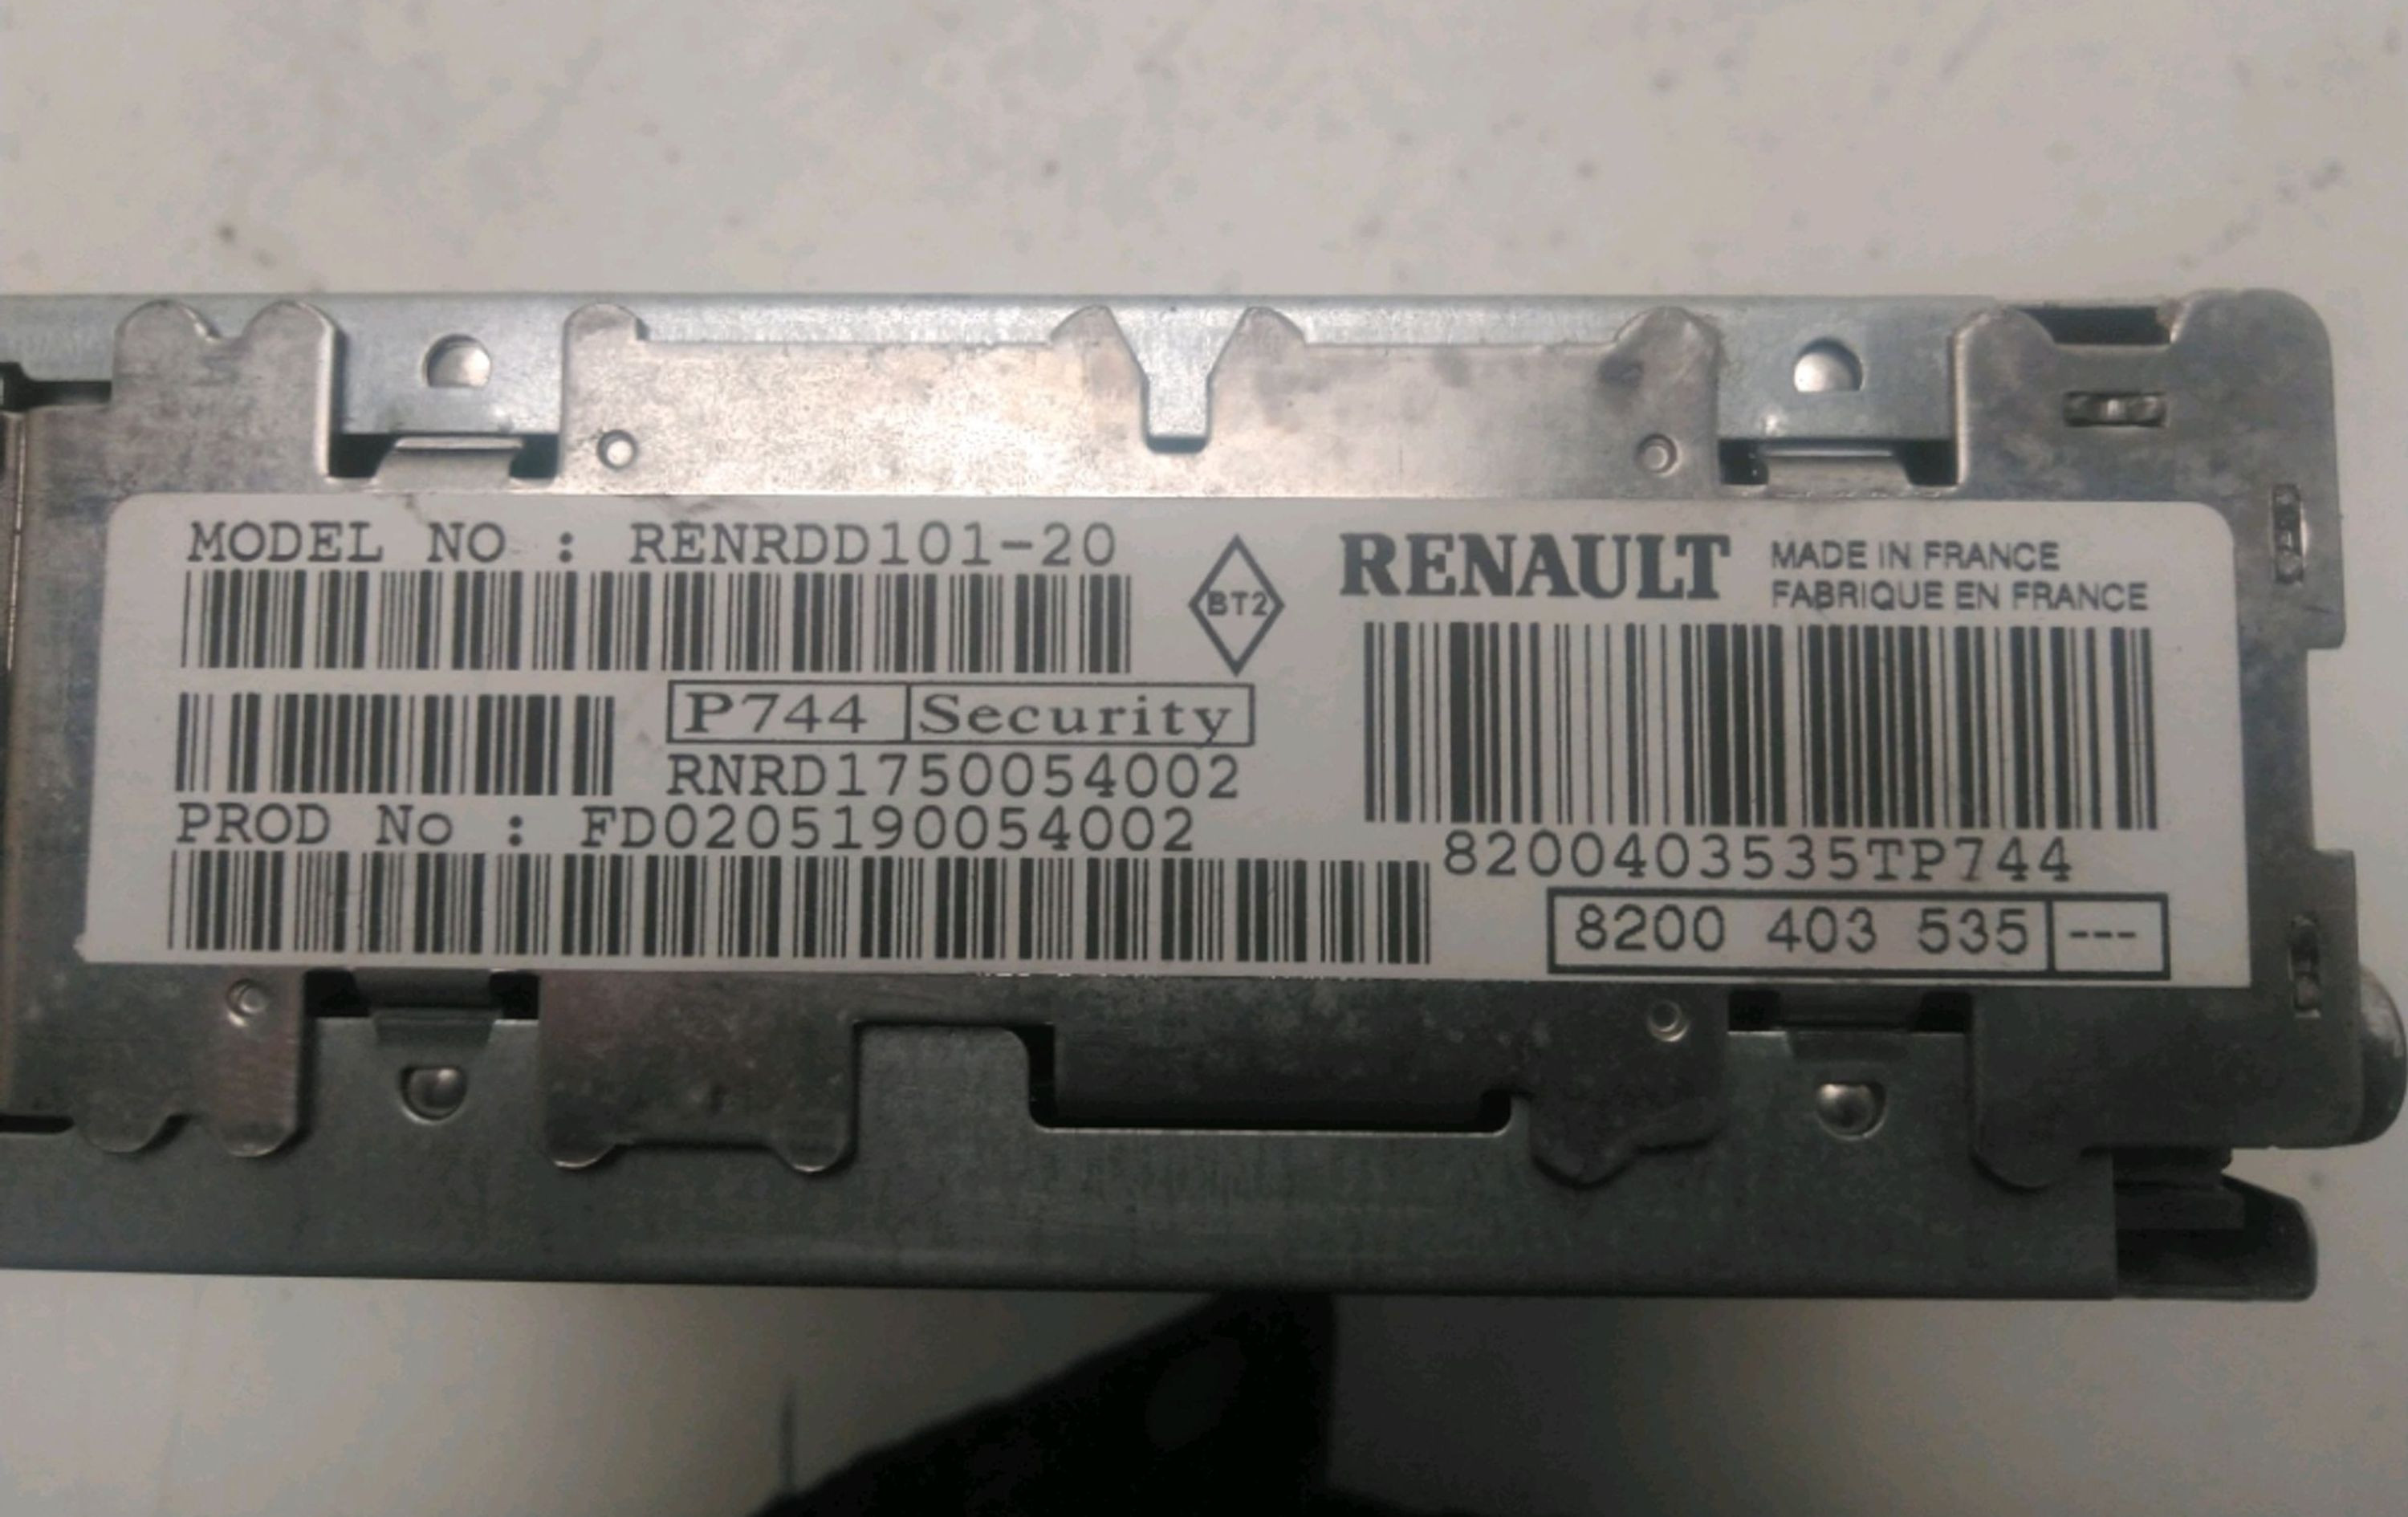 MODEL NO : RENRDD101-20
BT2
RENAULT
MADE IN FRANCE
FABRIQUE EN FRANCE
P744 Security
RNRD1750054002
PROD No : FD0205190054002
8200403535TP744
8200 403 535 ---